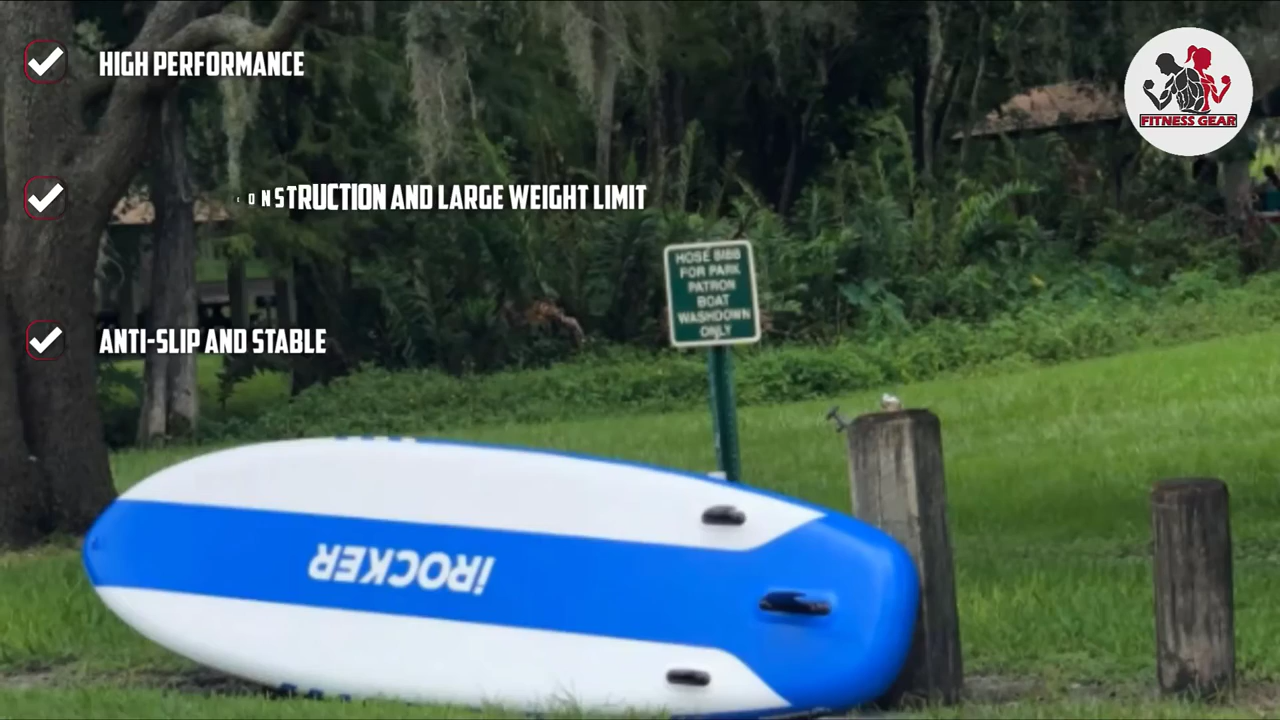 HIGH PERFORMANCE
CONSTRUCTION AND LARGE WEIGHT LIMIT
ANTI-SLIP AND STABLE
FITNESS GEAR
HOSE BIBB
FOR PARK
PATRON
BOAT
WASHDOWN
ONLY
iROCKER